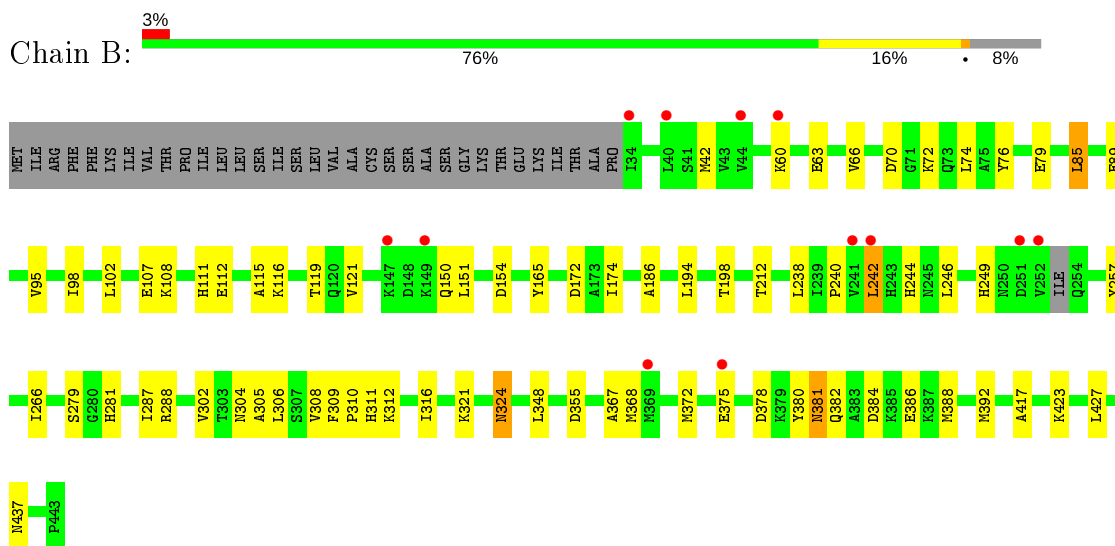 3%
Chain B:
76% 16% • 8%
MET ILE ARG PHE PHE LYS ILE VAL THR PRO ILE LEU LEU SER ILE SER LEU VAL ALA CYS SER SER ALA SER GLY LYS THR GLU LYS ILE THR ALA PRO I34 L40 S41 M42 V43 V44 K60 E63 V66 D70 G71 K72 Q73 L74 A75 Y76 E79 L85
V95 I98 L102 E107 K108 H111 E112 A115 K116 T119 Q120 V121 K147 D148 K149 Q150 L151 D154 Y165 D172 A173 I174 A186 L194 T198 T212 L238 I239 P240 V241 L242 H243 H244 N245 L246 H249 N250 D251 V252 ILE Q254
I266 S279 G280 H281 I287 R288 V302 T303 N304 A305 L306 S307 V308 F309 P310 H311 K312 I316 K321 N324 L348 D355 A367 M368 M369 M372 E375 D378 K379 Y380 N381 Q382 A383 D384 K385 E386 K387 M388 M392 A417 K423 L427
N437 P443